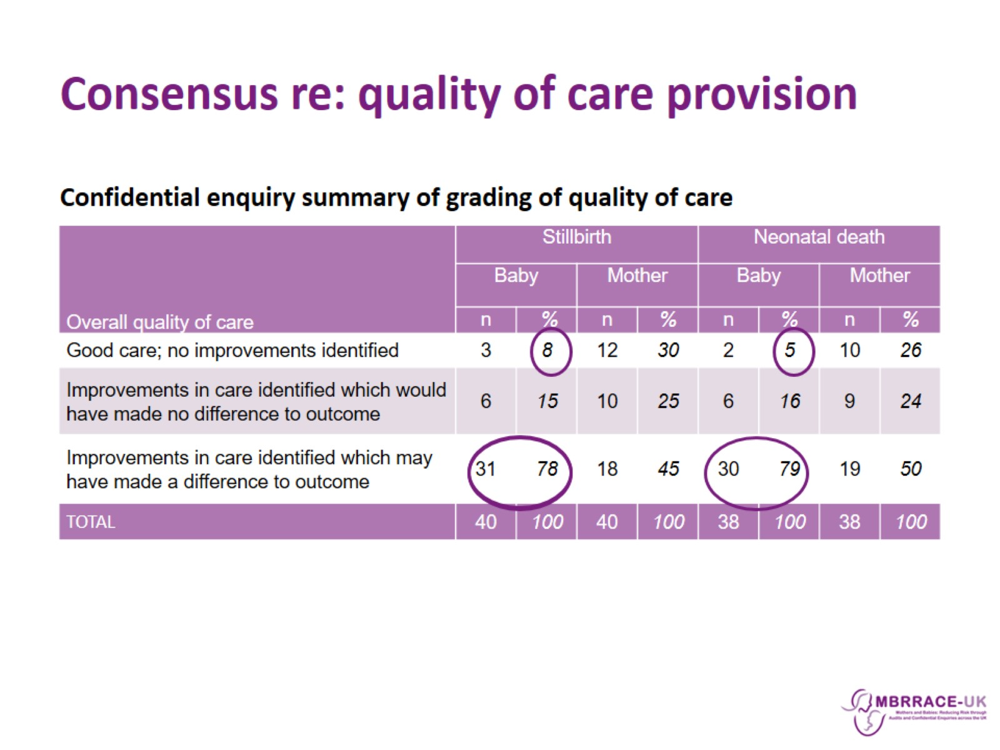 Consensus re: quality of care provision
Confidential enquiry summary of grading of quality of care
Stillbirth Neonatal death
Baby Mother Baby Mother
Overall quality of care n % n % n % n %
Good care; no improvements identified 3 8 12 30 2 5 10 26
Improvements in care identified which would
have made no difference to outcome 6 15 10 25 6 16 9 24
Improvements in care identified which may
have made a difference to outcome 31 78 18 45 30 79 19 50
TOTAL 40 100 40 100 38 100 38 100
MBRRACE-UK
Mothers and Babies: Reducing Risk through
Audits and Confidential Enquiries across the UK